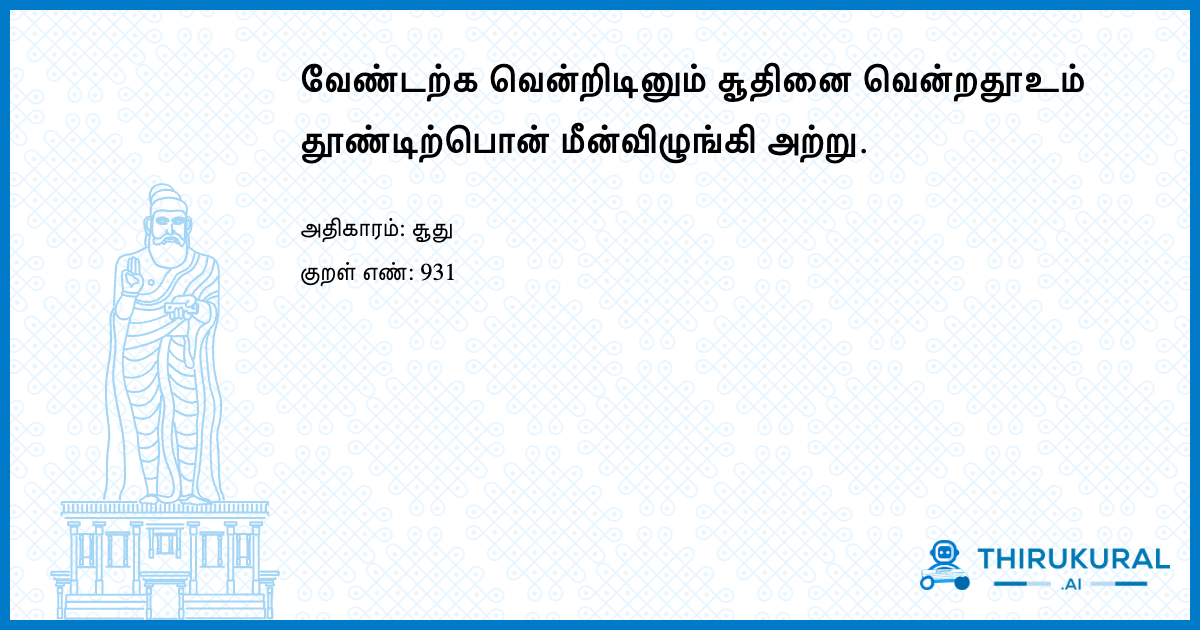 வேண்டற்க வென்றிடினும் சூதினை வென்றதூஉம்
தூண்டிற்பொன் மீன்விழுங்கி அற்று.
அதிகாரம்: சூது
குறள் எண்: 931
THIRUKURAL
.AI